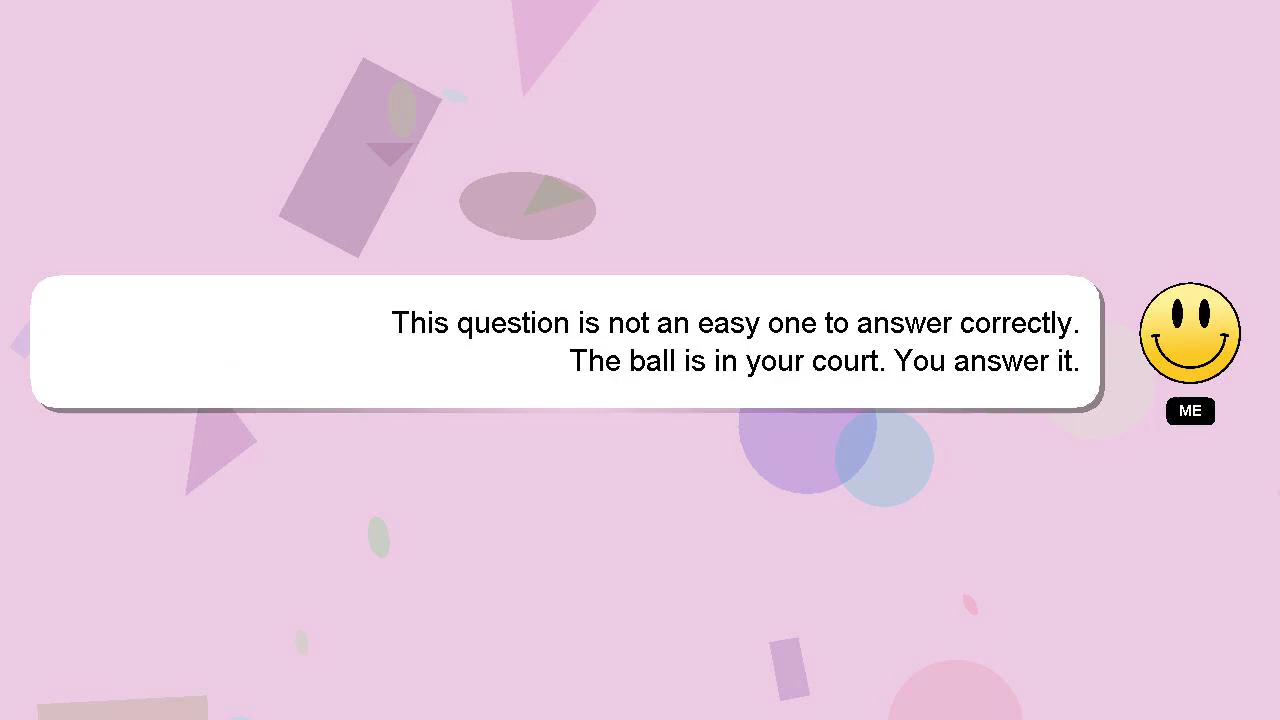 This question is not an easy one to answer correctly.
The ball is in your court. You answer it.
ME